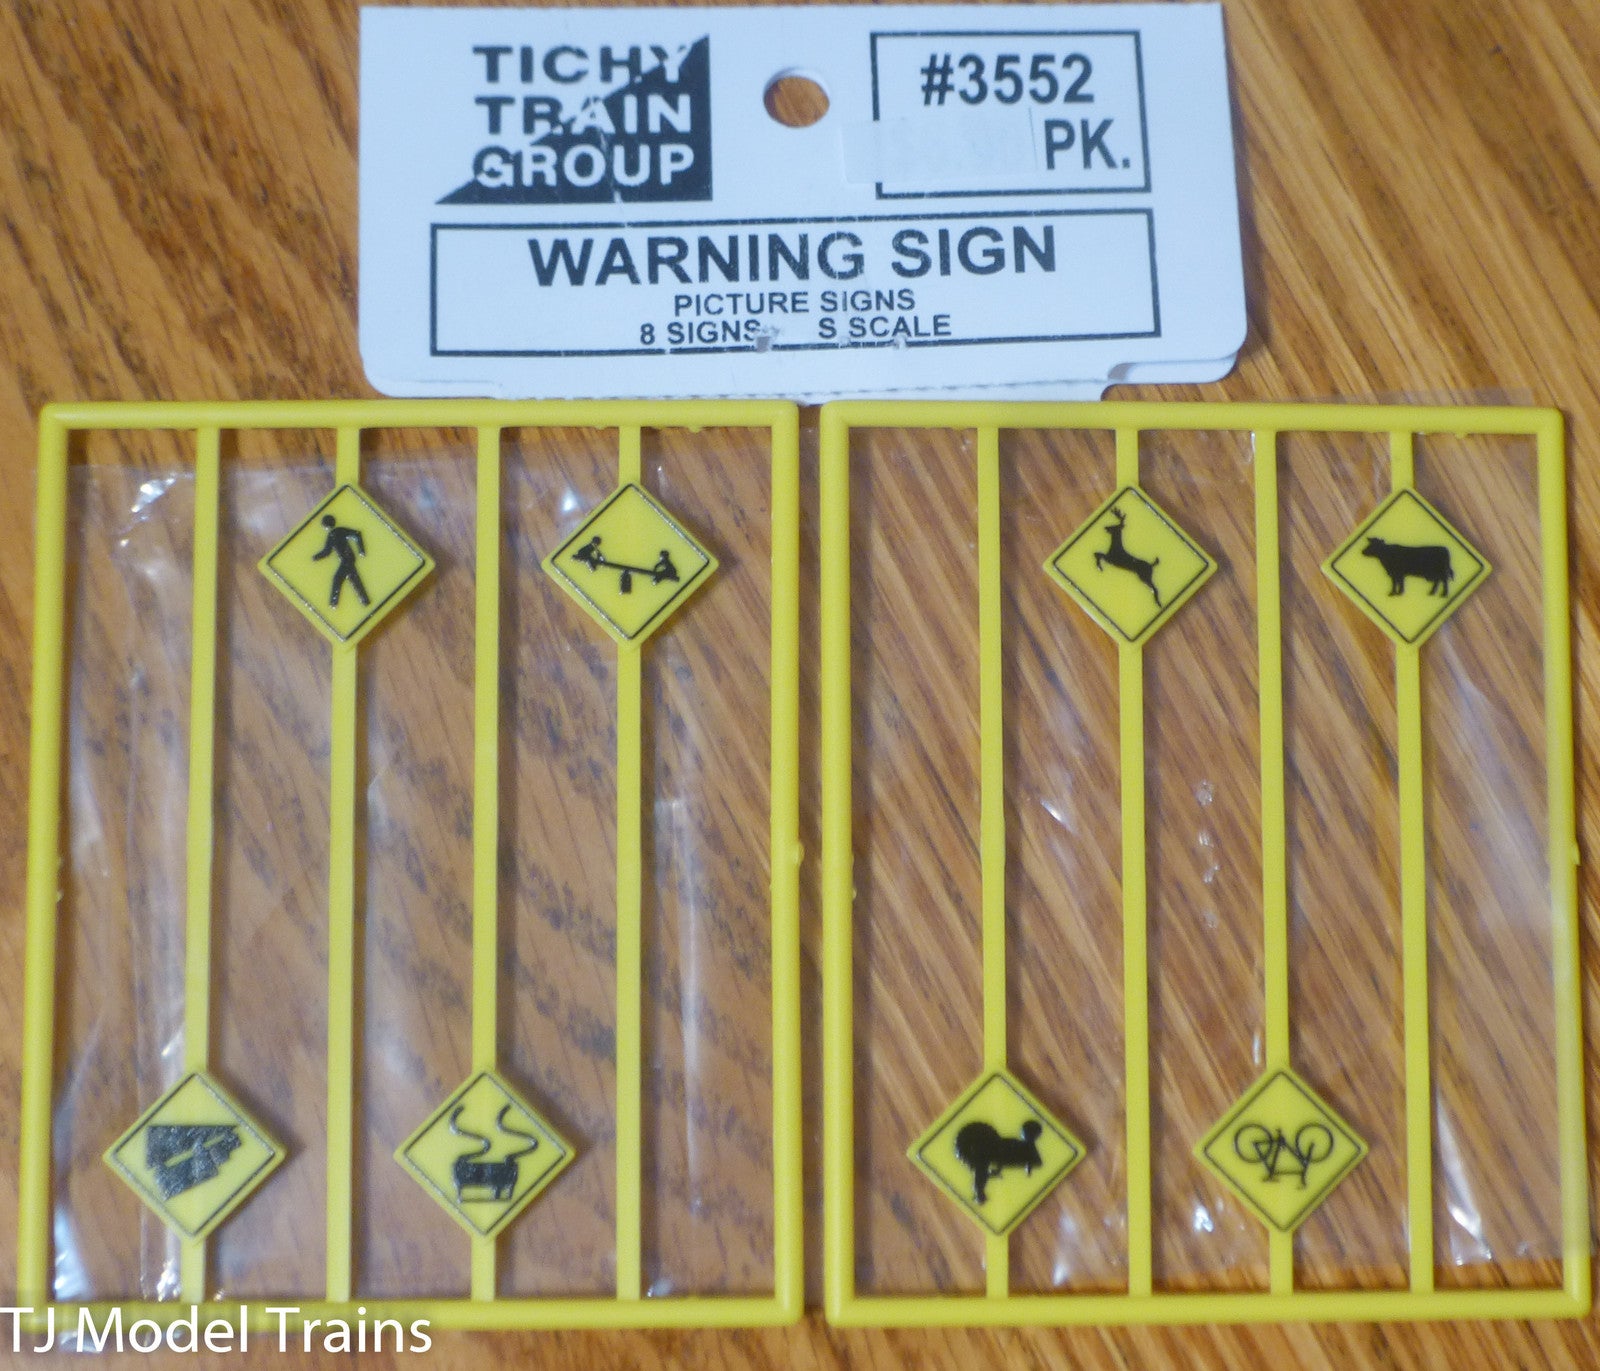 TICHY
TRAIN
GROUP
#3552
PK.
WARNING SIGN
PICTURE SIGNS
8 SIGNS S SCALE
TJ Model Trains